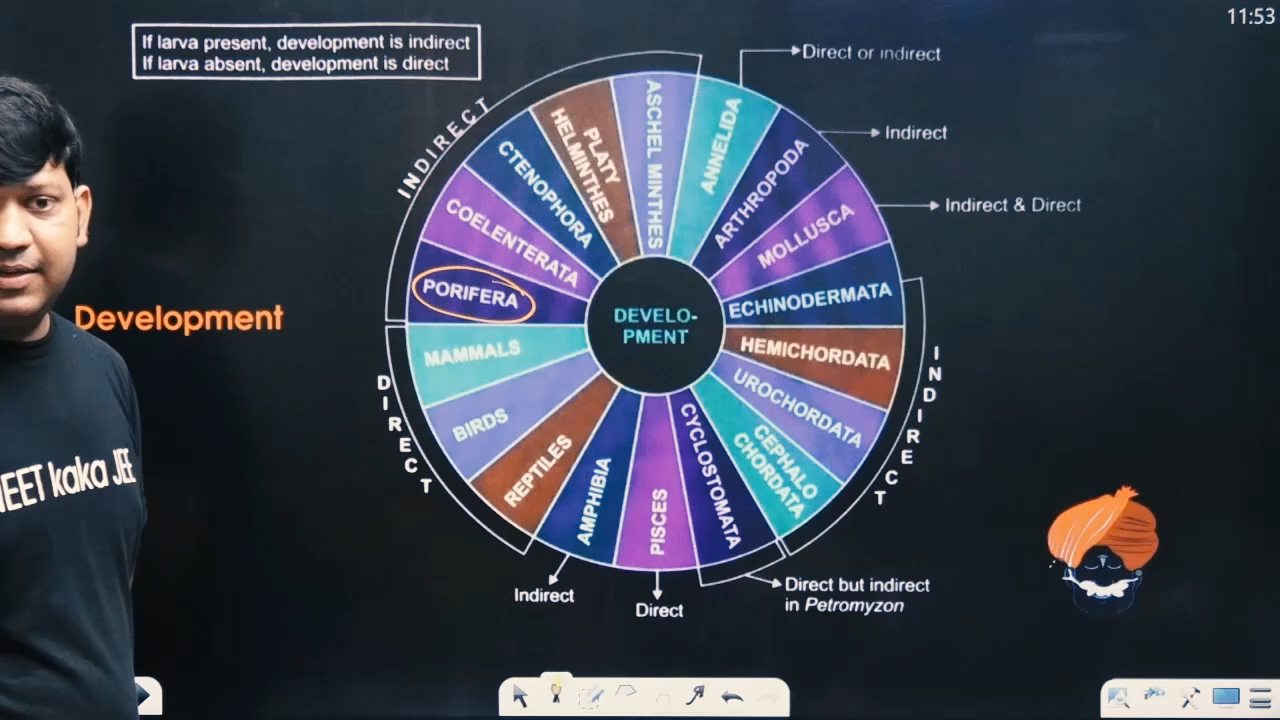 11:53
If larva present, development is indirect
If larva absent, development is direct
Direct or indirect
Indirect
Indirect & Direct
INDIRECT
PORIFERA
COELENTERATA
CTENOPHORA
PLATY
HELMINTHES
ASCHEL MINTHES
ANNELIDA
ARTHROPODA
MOLLUSCA
ECHINODERMATA
HEMICHORDATA
UROCHORDATA
CEPHALO
CHORDATA
CYCLOSTOMATA
PISCES
AMPHIBIA
REPTILES
BIRDS
MAMMALS
DEVELO-
PMENT
Development
DIRECT
INDIRECT
Indirect
Direct
Direct but indirect
in Petromyzon
NEET kaka JEE